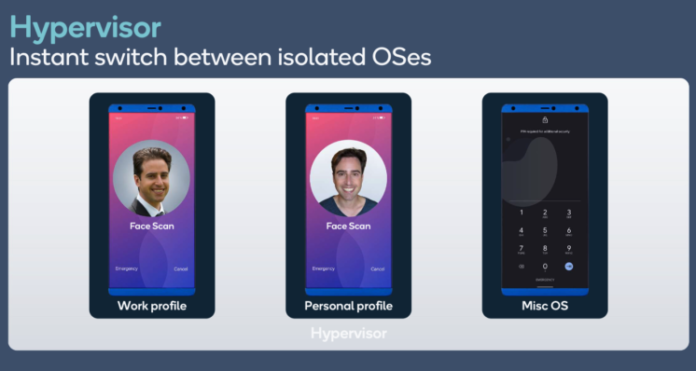 Hypervisor
Instant switch between isolated OSes
Face Scan
Emergency
Cancel
Work profile
Face Scan
Emergency
Cancel
Personal profile
1
2
3
4
5
6
7
8
9
0
Misc OS
Hypervisor